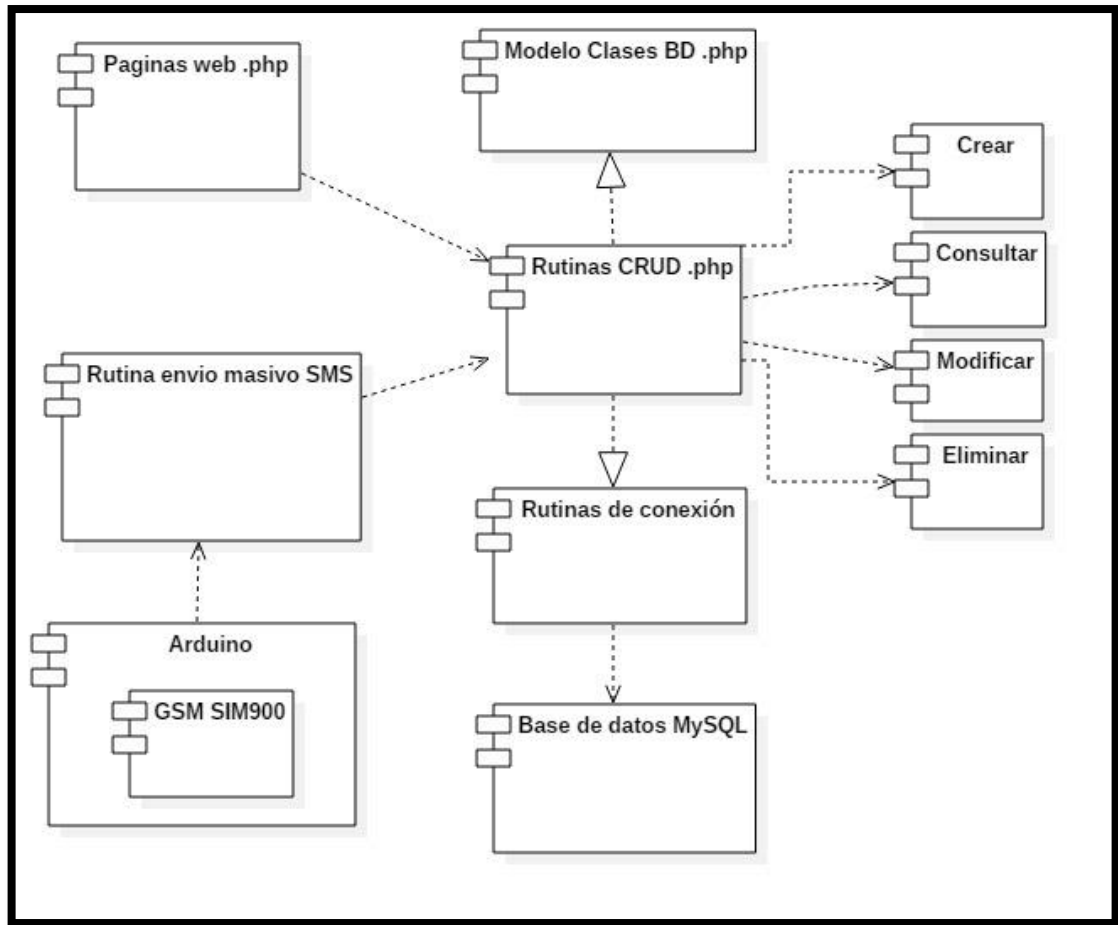 Paginas web .php
Modelo Clases BD .php
Crear
Rutinas CRUD .php
Consultar
Rutina envio masivo SMS
Modificar
Eliminar
Rutinas de conexión
Arduino
GSM SIM900
Base de datos MySQL